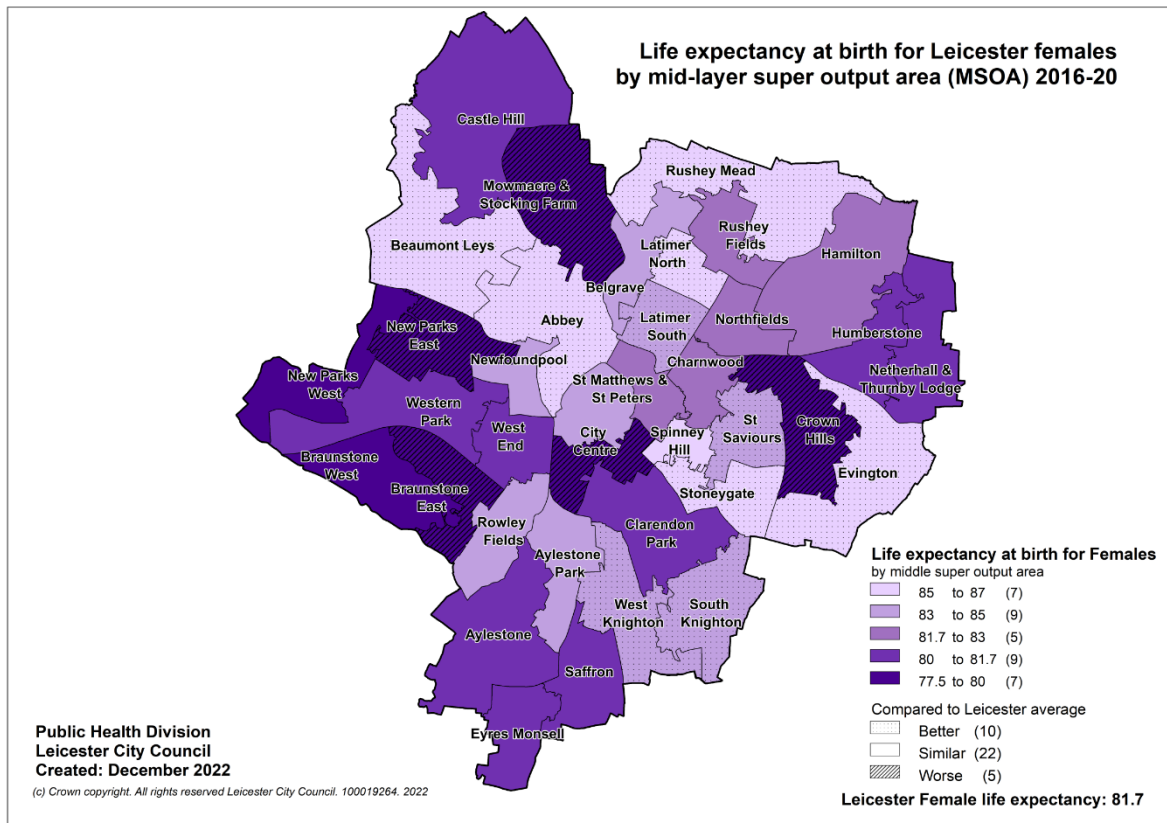 Life expectancy at birth for Leicester females
by mid-layer super output area (MSOA) 2016-20
Castle Hill
Mowmacre &
Stocking Farm
Rushey Mead
Beaumont Leys
Latimer
North
Rushey
Fields
Hamilton
Belgrave
Abbey
Latimer
South
Northfields
Humberstone
New Parks
East
Newfoundpool
Charnwood
Netherhall &
Thurnby Lodge
New Parks
West
St Matthews &
St Peters
Western
Park
West
End
City
Centre
Spinney
Hill
St
Saviours
Crown
Hills
Braunstone
West
Evington
Braunstone
East
Stoneygate
Rowley
Fields
Clarendon
Park
Aylestone
Park
West
Knighton
South
Knighton
Aylestone
Saffron
Eyres Monsell
Life expectancy at birth for Females
by middle super output area
85 to 87 (7)
83 to 85 (9)
81.7 to 83 (5)
80 to 81.7 (9)
77.5 to 80 (7)
Compared to Leicester average
Better (10)
Similar (22)
Worse (5)
Leicester Female life expectancy: 81.7
Public Health Division
Leicester City Council
Created: December 2022
(c) Crown copyright. All rights reserved Leicester City Council. 100019264. 2022